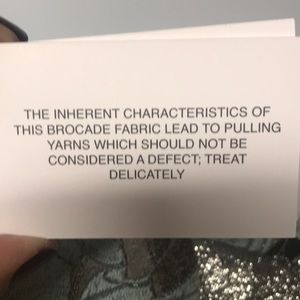 THE INHERENT CHARACTERISTICS OF
THIS BROCADE FABRIC LEAD TO PULLING
YARNS WHICH SHOULD NOT BE
CONSIDERED A DEFECT; TREAT
DELICATELY